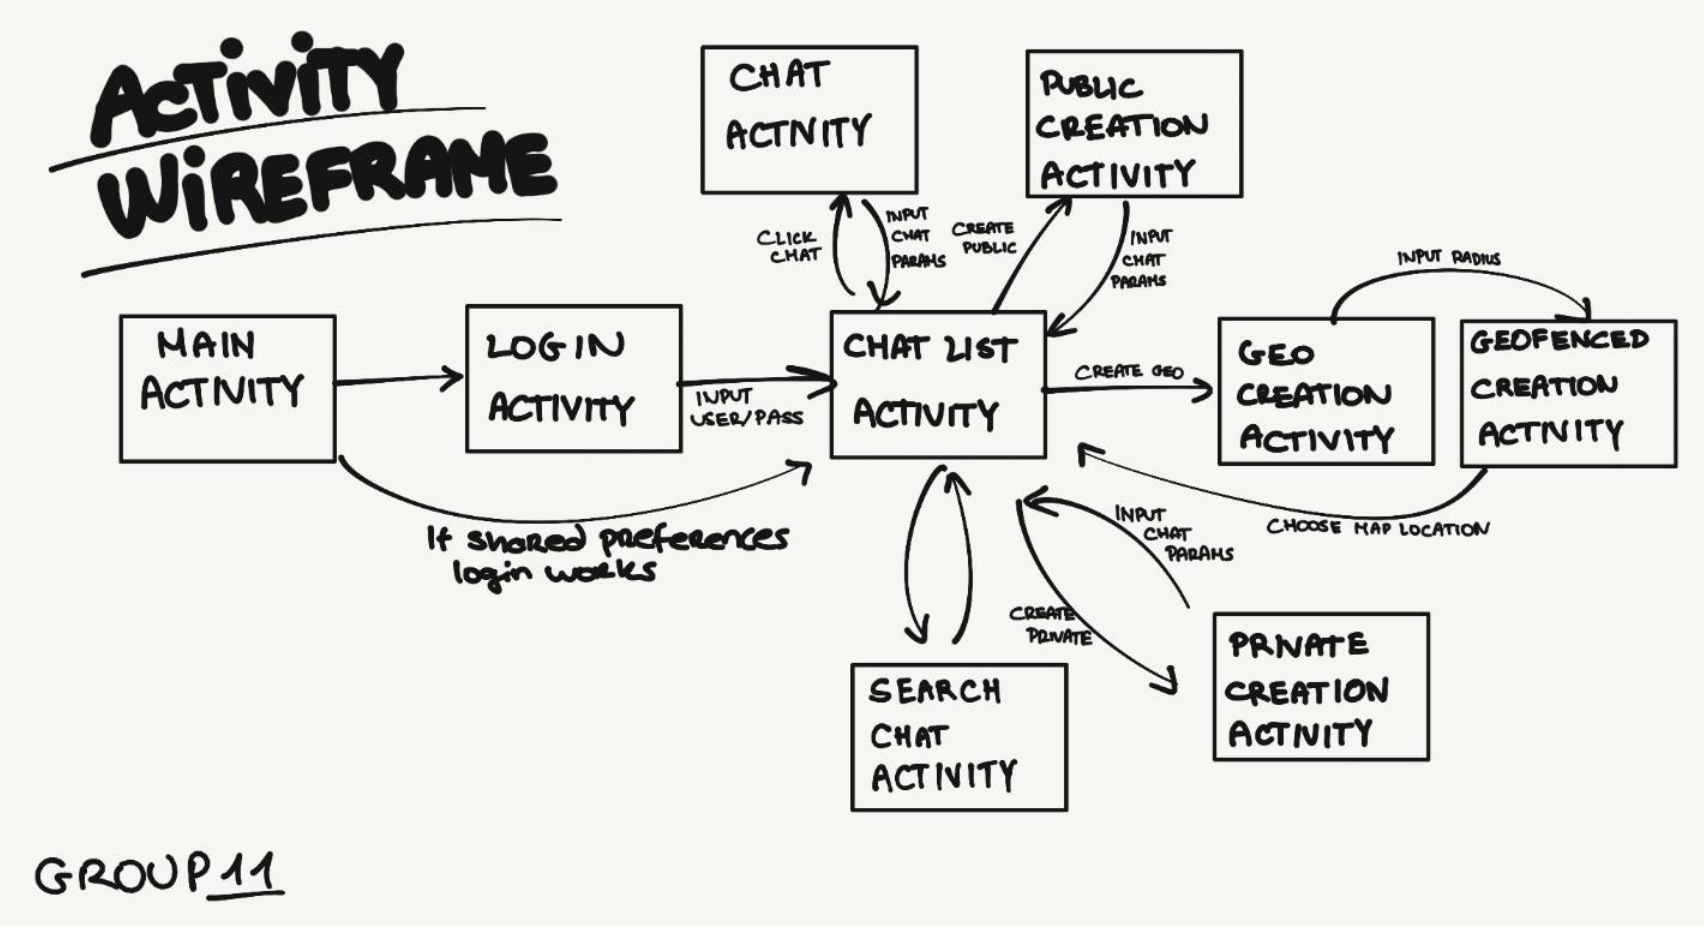 ACTiViTY
WiREFRAME
CHAT
ACTIVITY
PUBLIC
CREATION
ACTIVITY
CLICK
CHAT
INPUT
CHAT
PARAMS
CREATE
PUBLIC
INPUT
CHAT
PARAMS
INPUT RADIUS
MAIN
ACTIVITY
LOGIN
ACTIVITY
INPUT
USER/PASS
CHAT LIST
ACTIVITY
CREATE GEO
GEO
CREATION
ACTIVITY
GEOFENCED
CREATION
ACTIVITY
If shared preferences
login works
INPUT
CHAT
PARAMS
CHOOSE MAP LOCATION
CREATE
PRIVATE
SEARCH
CHAT
ACTIVITY
PRIVATE
CREATION
ACTIVITY
GROUP 11